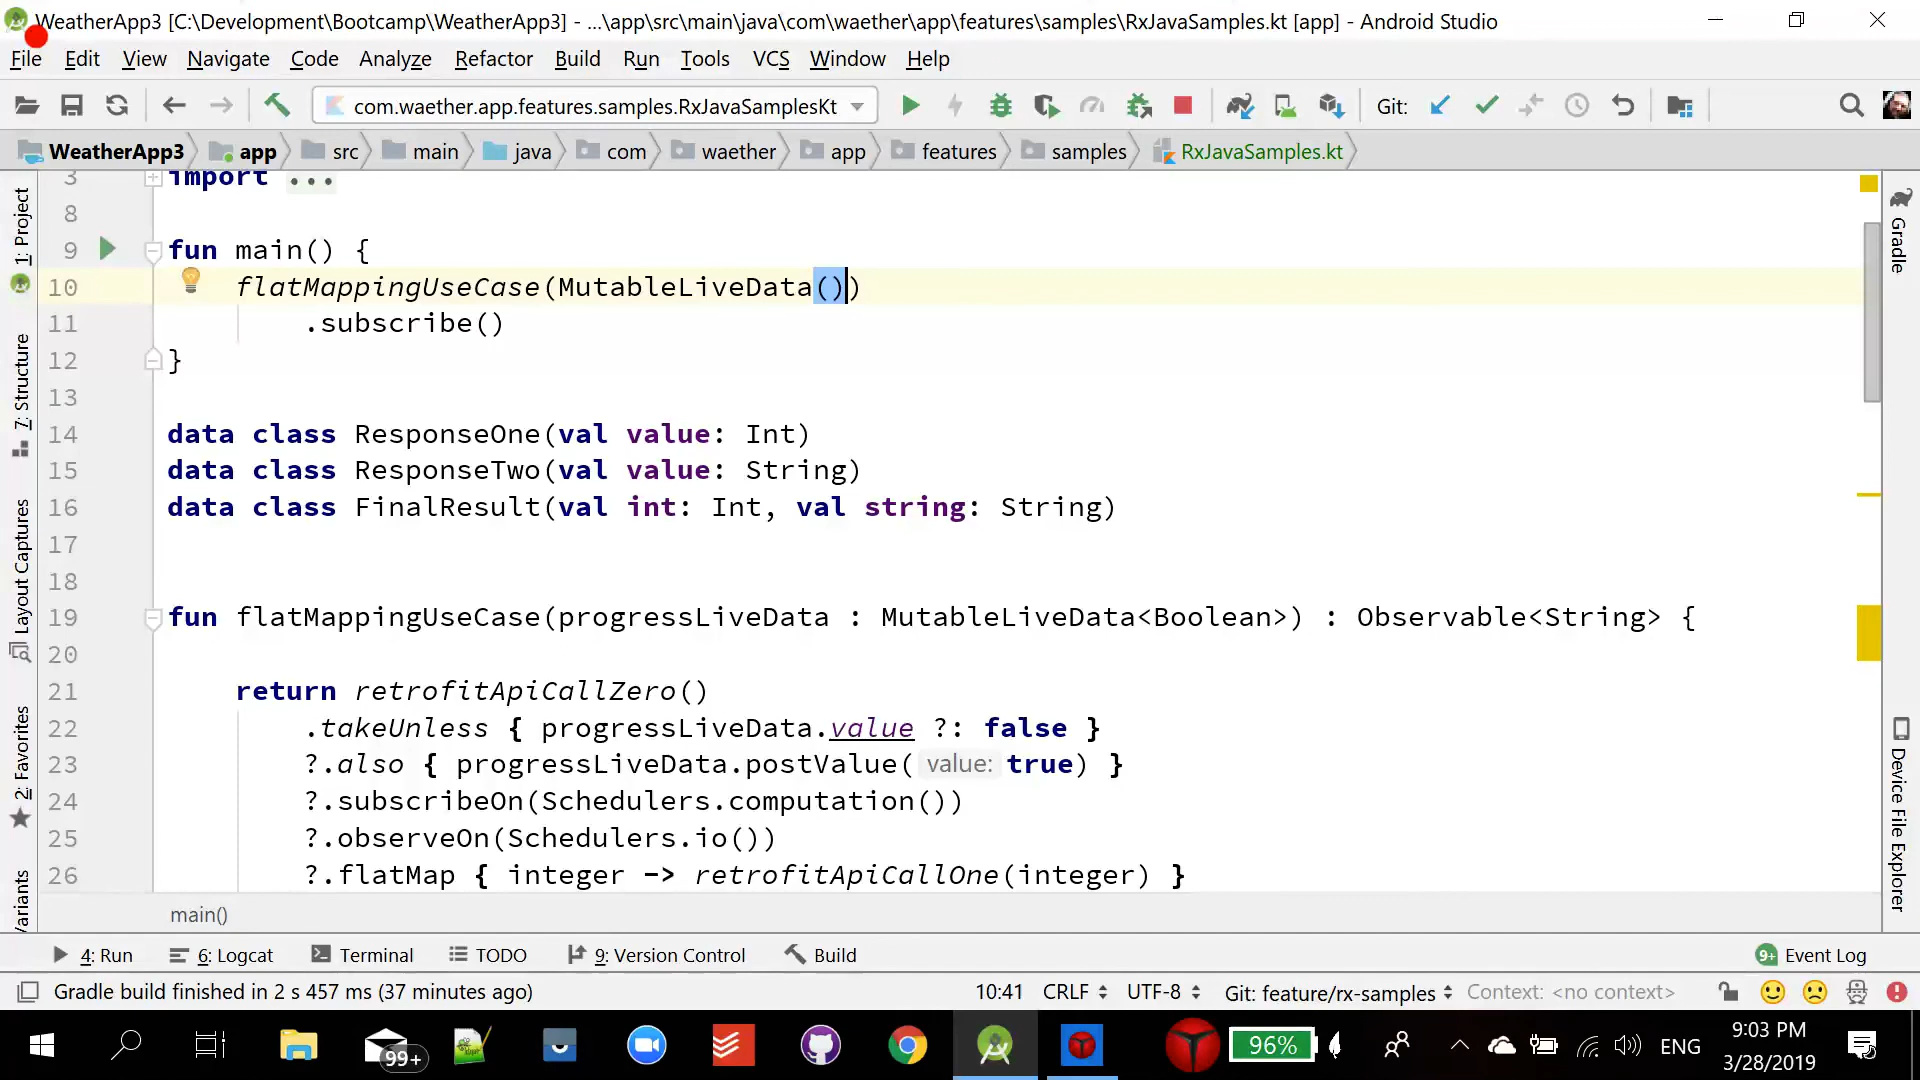 WeatherApp3 [C:\Development\Bootcamp\WeatherApp3] - ...\app\src\main\java\com\waether\app\features\samples\RxJavaSamples.kt [app] - Android Studio
File Edit View Navigate Code Analyze Refactor Build Run Tools VCS Window Help
com.waether.app.features.samples.RxJavaSamplesKt Git:
WeatherApp3 app src main java com waether app features samples RxJavaSamples.kt
1: Project
7: Structure
Layout Captures
2: Favorites
3 import ...
8
9 fun main() {
10 flatMappingUseCase(MutableLiveData())
11 .subscribe()
12 }
13
14 data class ResponseOne(val value: Int)
15 data class ResponseTwo(val value: String)
16 data class FinalResult(val int: Int, val string: String)
17
18
19 fun flatMappingUseCase(progressLiveData : MutableLiveData<Boolean>) : Observable<String> {
20
21 return retrofitApiCallZero()
22 .takeUnless { progressLiveData.value ?: false }
23 ?.also { progressLiveData.postValue( value: true) }
24 ?.subscribeOn(Schedulers.computation())
25 ?.observeOn(Schedulers.io())
26 ?.flatMap { integer -> retrofitApiCallOne(integer) }
Gradle
Device File Explorer
main()
4: Run 6: Logcat Terminal TODO 9: Version Control Build 9+ Event Log
Gradle build finished in 2 s 457 ms (37 minutes ago) 10:41 CRLF UTF-8 Git: feature/rx-samples Context: <no context>
99+ 96% ENG 9:03 PM
3/28/2019